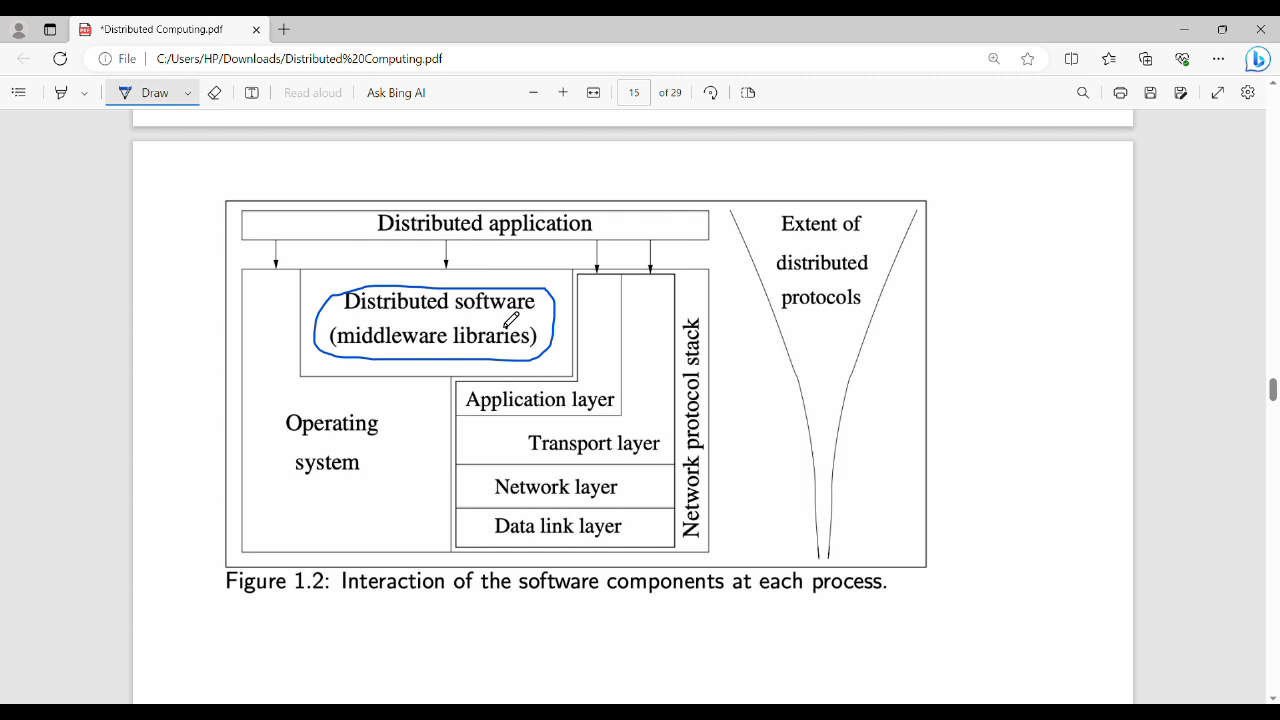 *Distributed Computing.pdf
File
C:/Users/HP/Downloads/Distributed%20Computing.pdf
Draw
Read aloud
Ask Bing AI
15
of 29
Distributed application
Distributed software
(middleware libraries)
Operating
system
Application layer
Transport layer
Network layer
Data link layer
Network protocol stack
Extent of
distributed
protocols
Figure 1.2: Interaction of the software components at each process.